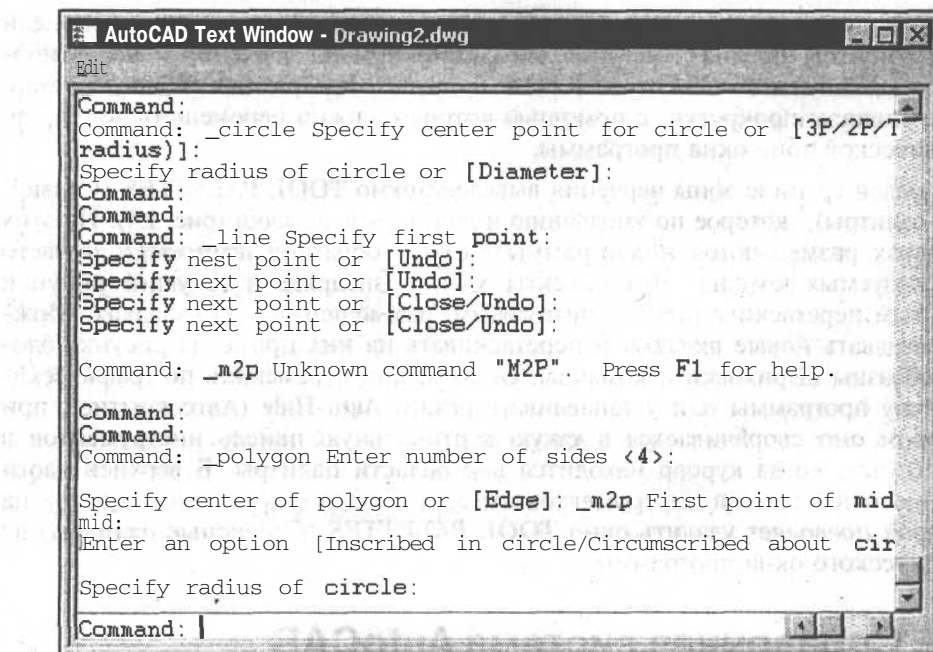 AutoCAD Text Window - Drawing2.dwg
Edit
Command:
Command: _circle Specify center point for circle or [3P/2P/T
radius)]:
Specify radius of circle or [Diameter]:
Command:
Command:
Command: _line Specify first point:
Specify nest point or [Undo]:
Specify next point or [Undo]:
Specify next point or [Close/Undo]:
Specify next point or [Close/Undo]:
Command: _m2p Unknown command "M2P". Press F1 for help.
Command:
Command:
Command: _polygon Enter number of sides <4>:
Specify center of polygon or [Edge]: _m2p First point of mid
mid:
Enter an option [Inscribed in circle/Circumscribed about cir
Specify radius of circle:
Command: